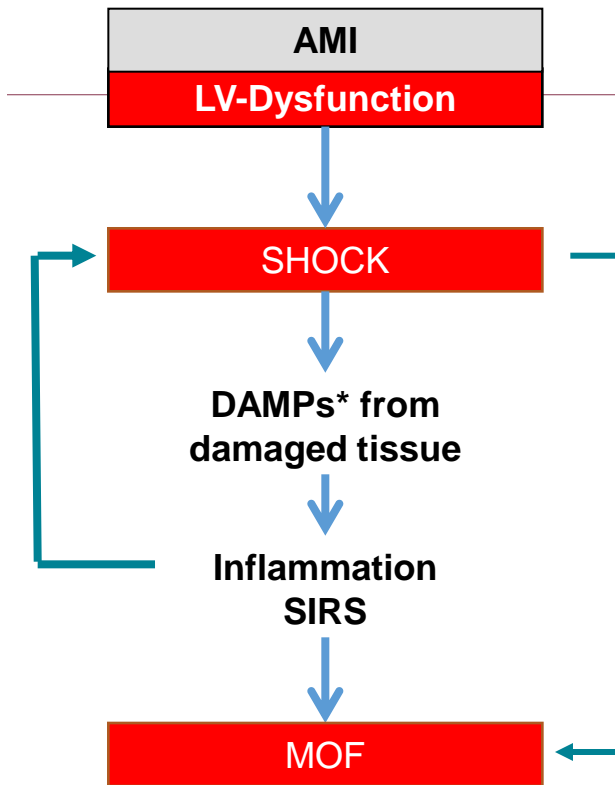 AMI
LV-Dysfunction
SHOCK
DAMPs* from
damaged tissue
Inflammation
SIRS
MOF